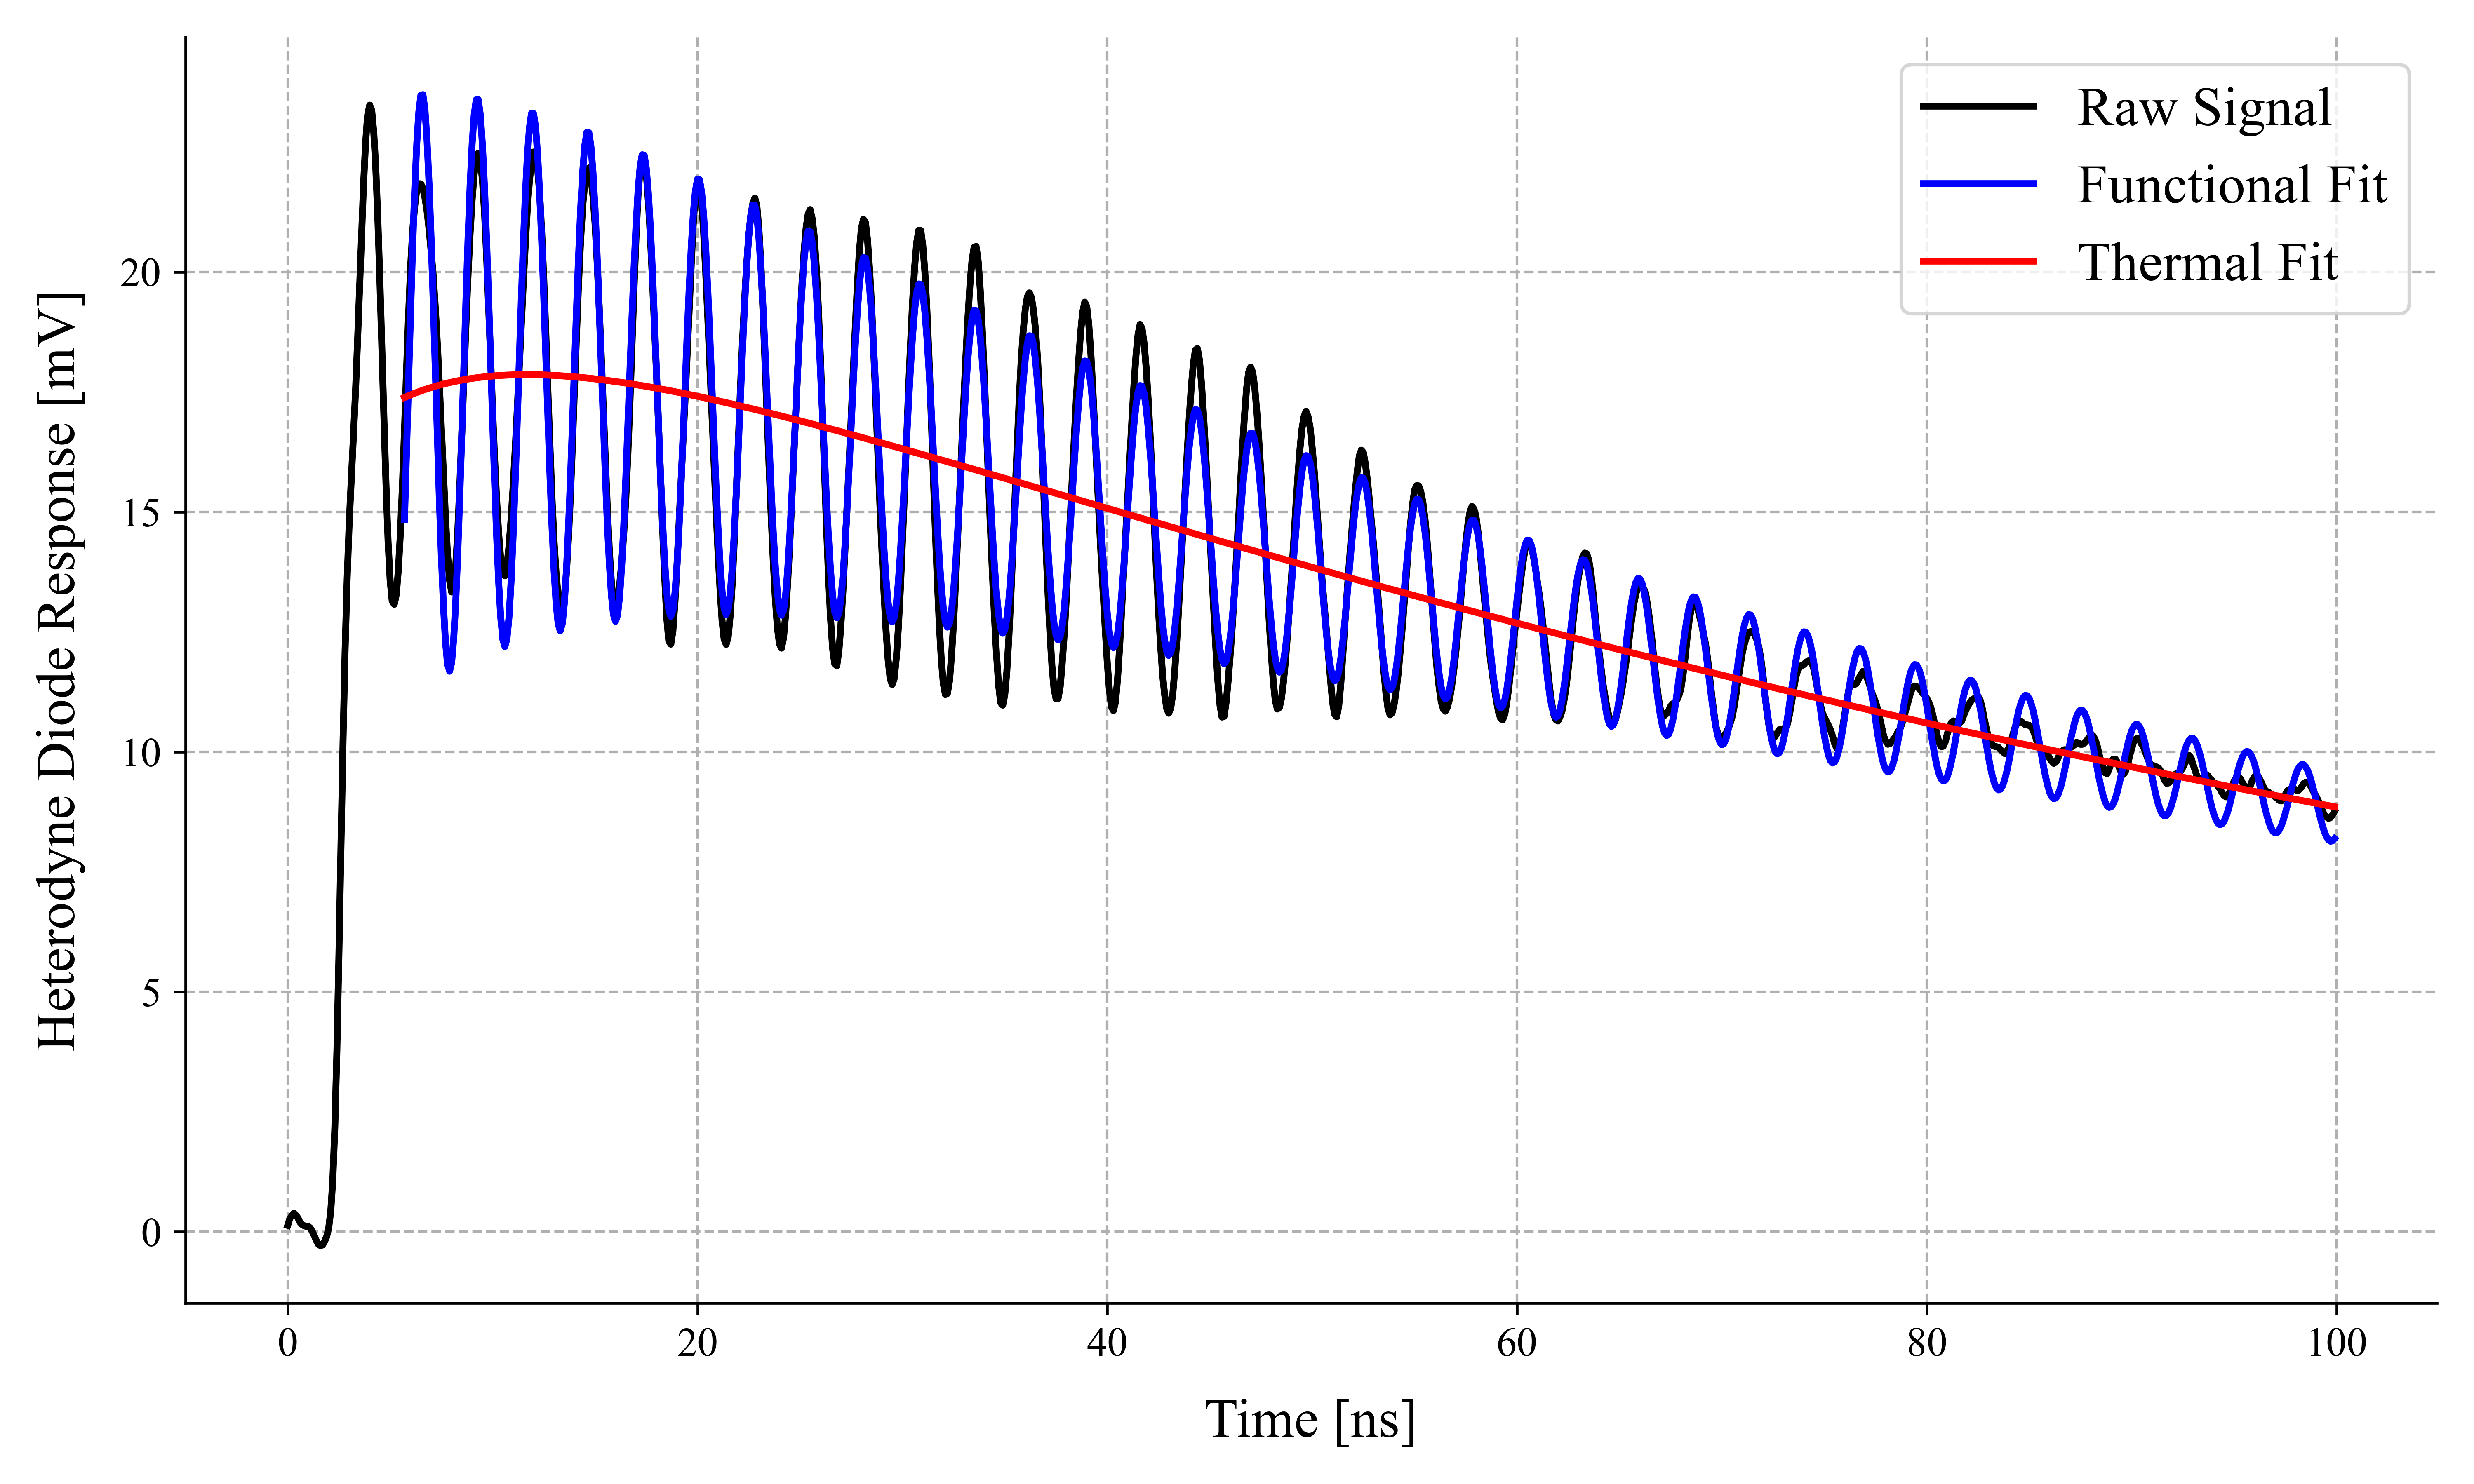 Raw Signal
Functional Fit
Thermal Fit
Heterodyne Diode Response [mV]
20
15
10
5
0
0 20 40 60 80 100
Time [ns]